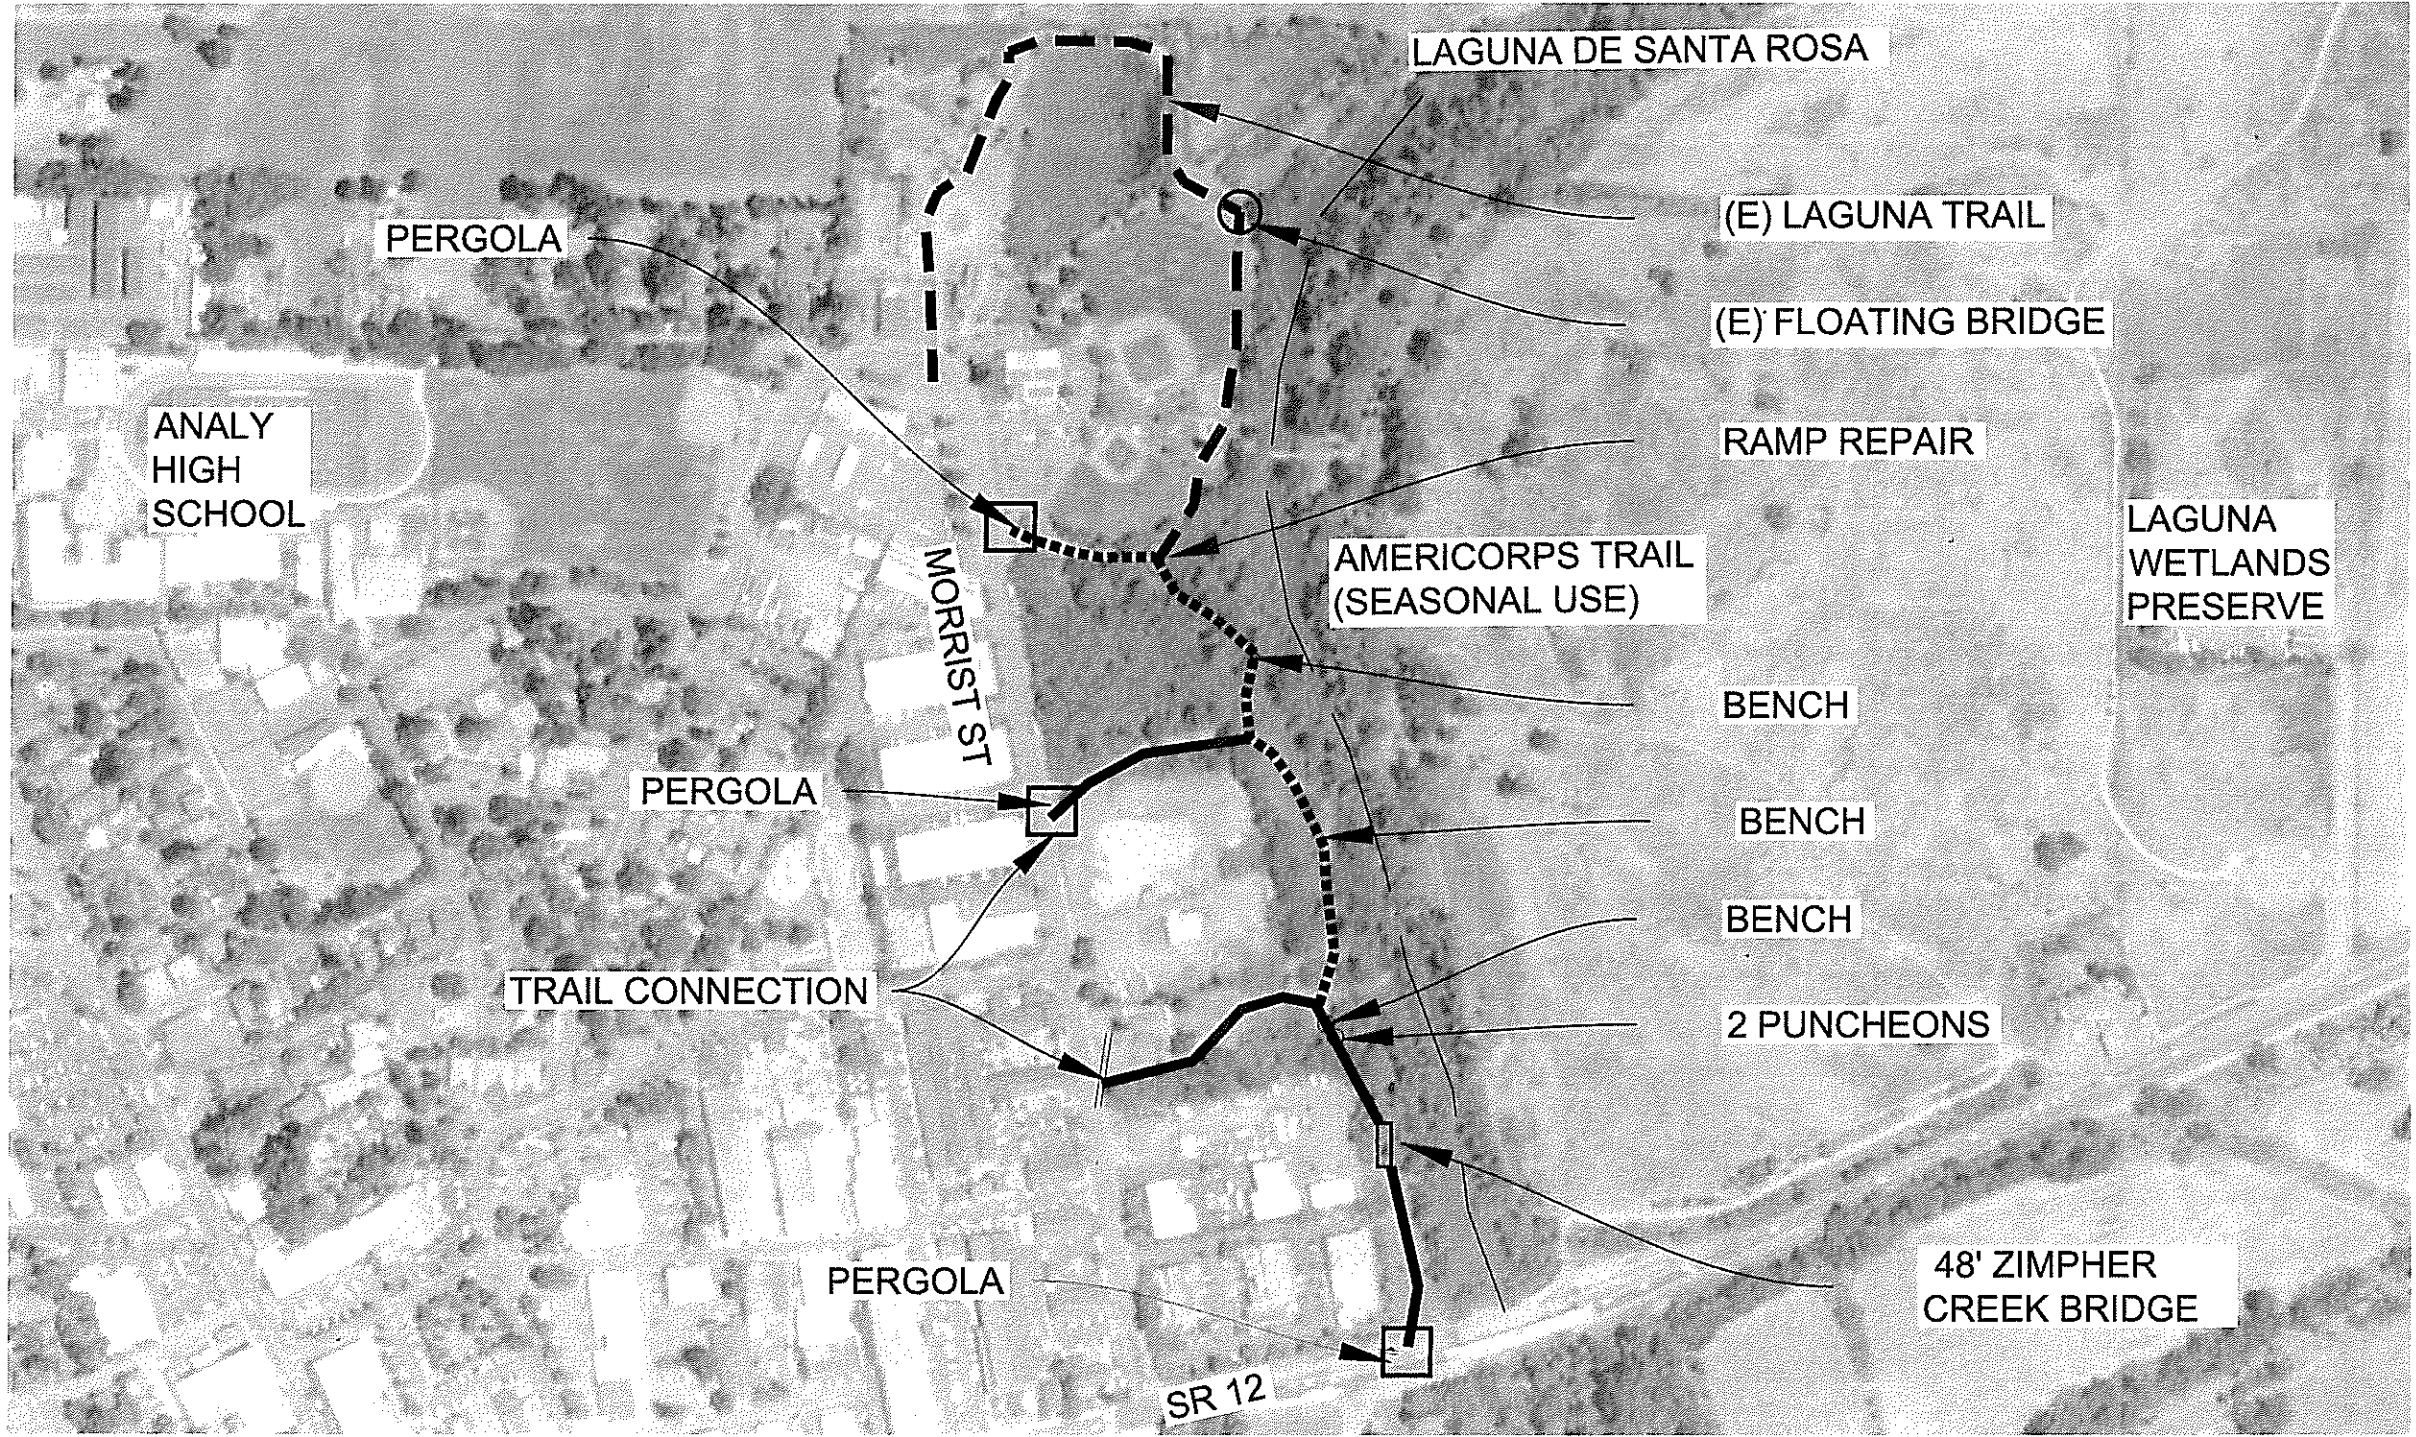 LAGUNA DE SANTA ROSA
(E) LAGUNA TRAIL
PERGOLA
(E) FLOATING BRIDGE
ANALY
HIGH
SCHOOL
RAMP REPAIR
LAGUNA
WETLANDS
PRESERVE
AMERICORPS TRAIL
(SEASONAL USE)
MORRIST ST
BENCH
PERGOLA
BENCH
BENCH
TRAIL CONNECTION
2 PUNCHEONS
PERGOLA
48' ZIMPHER
CREEK BRIDGE
SR 12